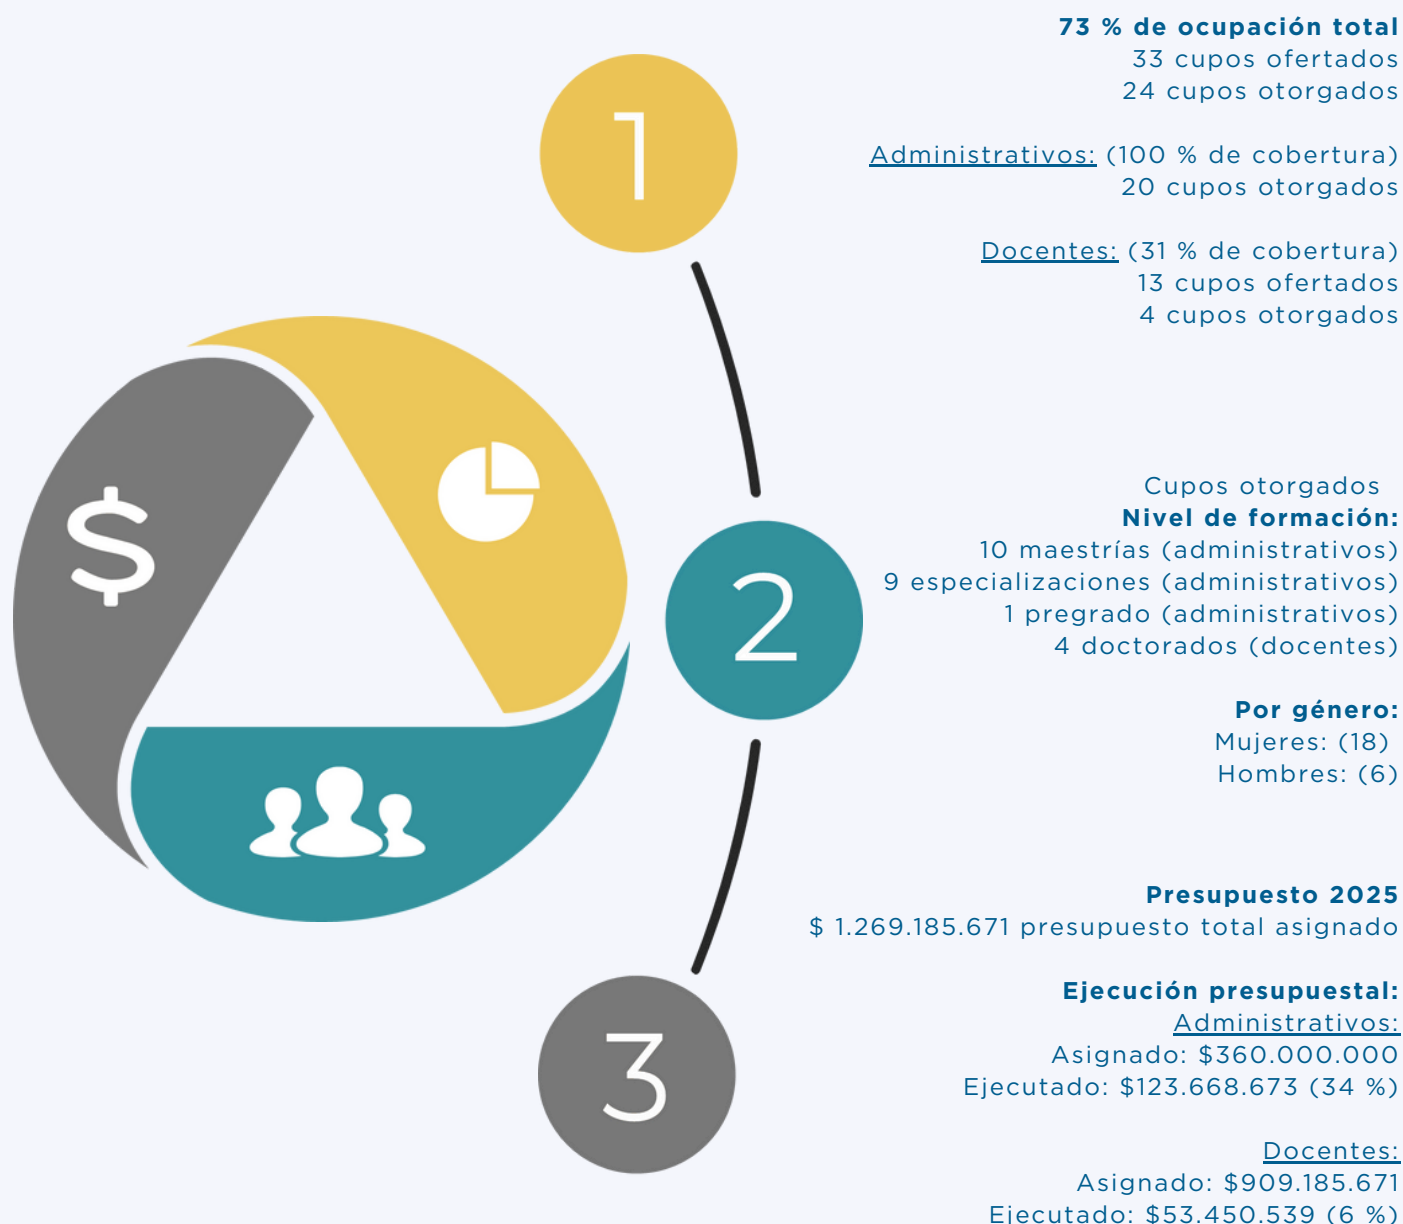 73 % de ocupación total
33 cupos ofertados
24 cupos otorgados
Administrativos: (100 % de cobertura)
20 cupos otorgados
Docentes: (31 % de cobertura)
13 cupos ofertados
4 cupos otorgados
1
Cupos otorgados
Nivel de formación:
10 maestrías (administrativos)
9 especializaciones (administrativos)
1 pregrado (administrativos)
4 doctorados (docentes)
Por género:
Mujeres: (18)
Hombres: (6)
2
Presupuesto 2025
$ 1.269.185.671 presupuesto total asignado
Ejecución presupuestal:
Administrativos:
Asignado: $360.000.000
Ejecutado: $123.668.673 (34 %)
Docentes:
Asignado: $909.185.671
Ejecutado: $53.450.539 (6 %)
3
$